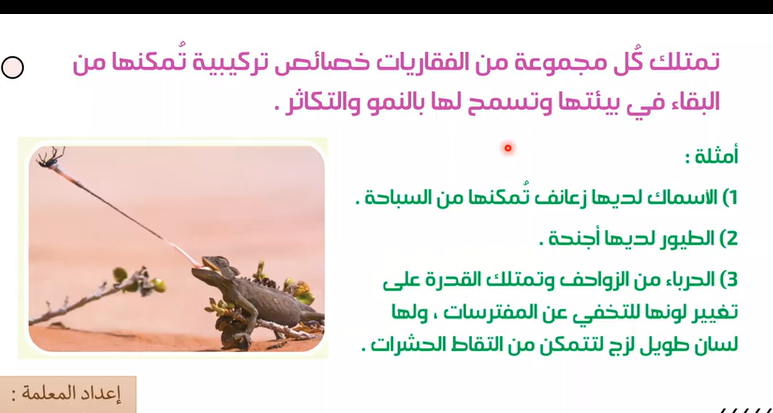 تمتلك كُل مجموعة من الفقاريات خصائص تركيبية تُمكنها من
البقاء في بيئتها وتسمح لها بالنمو والتكاثر .
أمثلة :
1) الأسماك لديها زعانف تُمكنها من السباحة .
2) الطيور لديها أجنحة .
3) الحرباء من الزواحف وتمتلك القدرة على
تغيير لونها للتخفي عن المفترسات ، ولها
لسان طويل لزج لتتمكن من التقاط الحشرات .
إعداد المعلمة :